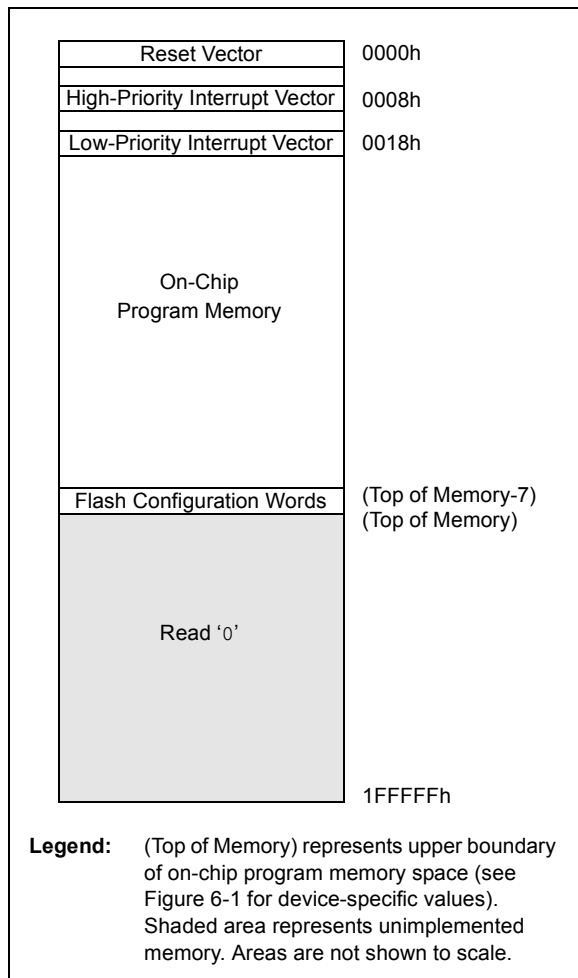 Reset Vector 0000h
High-Priority Interrupt Vector 0008h
Low-Priority Interrupt Vector 0018h
On-Chip
Program Memory
Flash Configuration Words (Top of Memory-7)
(Top of Memory)
Read ‘0’
1FFFFFh
Legend: (Top of Memory) represents upper boundary
of on-chip program memory space (see
Figure 6-1 for device-specific values).
Shaded area represents unimplemented
memory. Areas are not shown to scale.